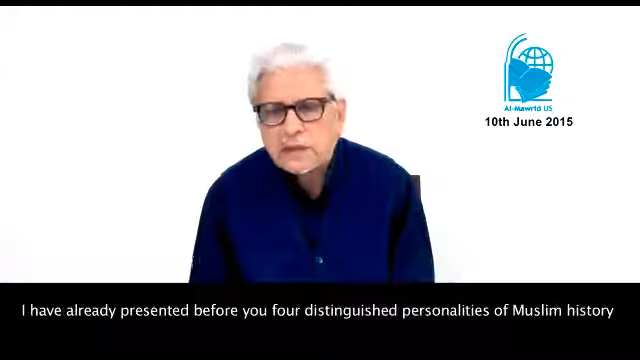 Al-Mawrid US
10th June 2015
I have already presented before you four distinguished personalities of Muslim history